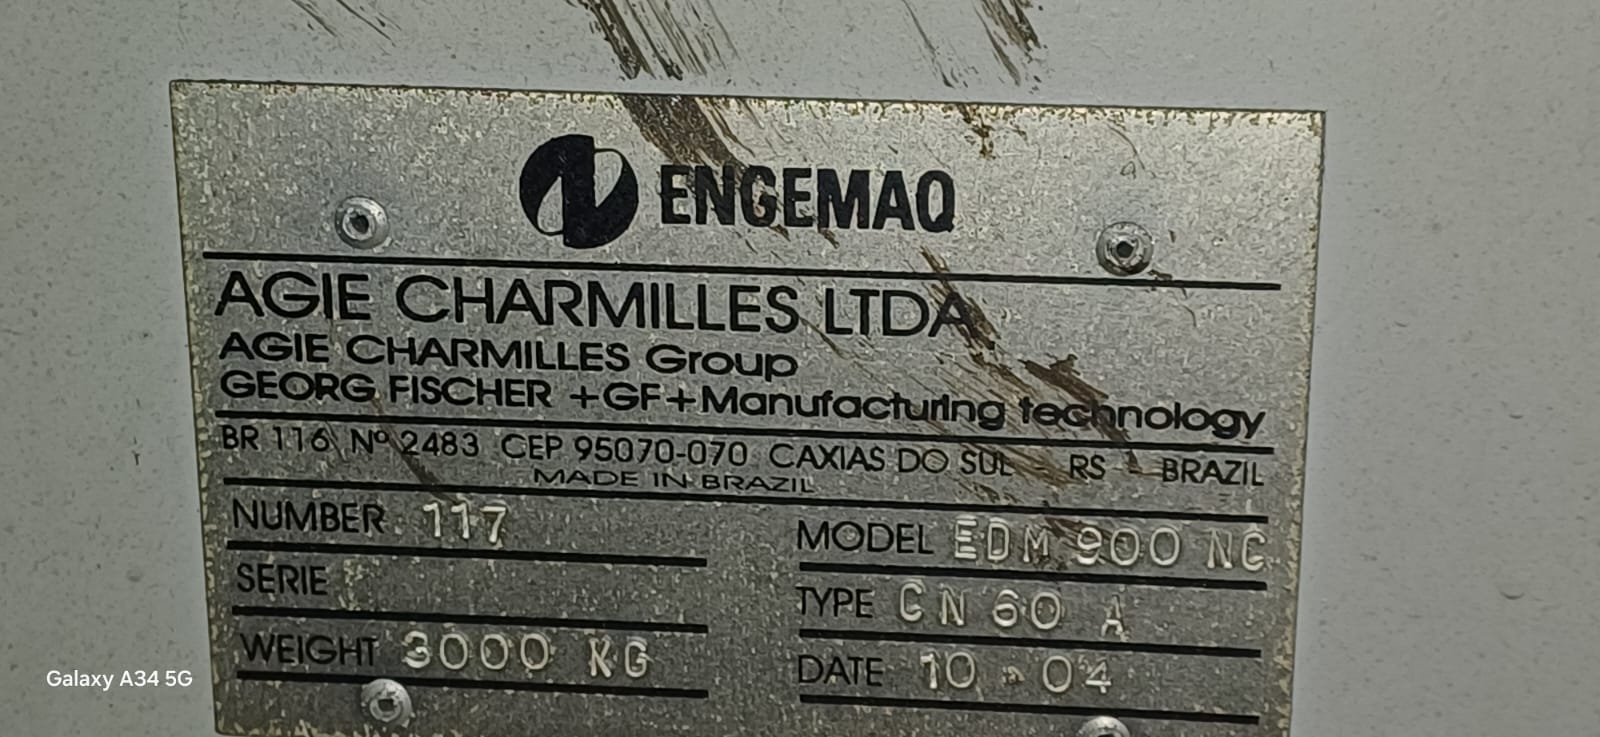 ENGEMAQ
AGIE CHARMILLES LTDA
AGIE CHARMILLES Group
GEORG FISCHER +GF+Manufacturing technology
BR 116 Nº 2483 CEP 95070-070 CAXIAS DO SUL - RS - BRAZIL
MADE IN BRAZIL
NUMBER 117
MODEL EDM 900 NC
SERIE
TYPE CN 60 A
WEIGHT 3000 KG
DATE 10 - 04
Galaxy A34 5G